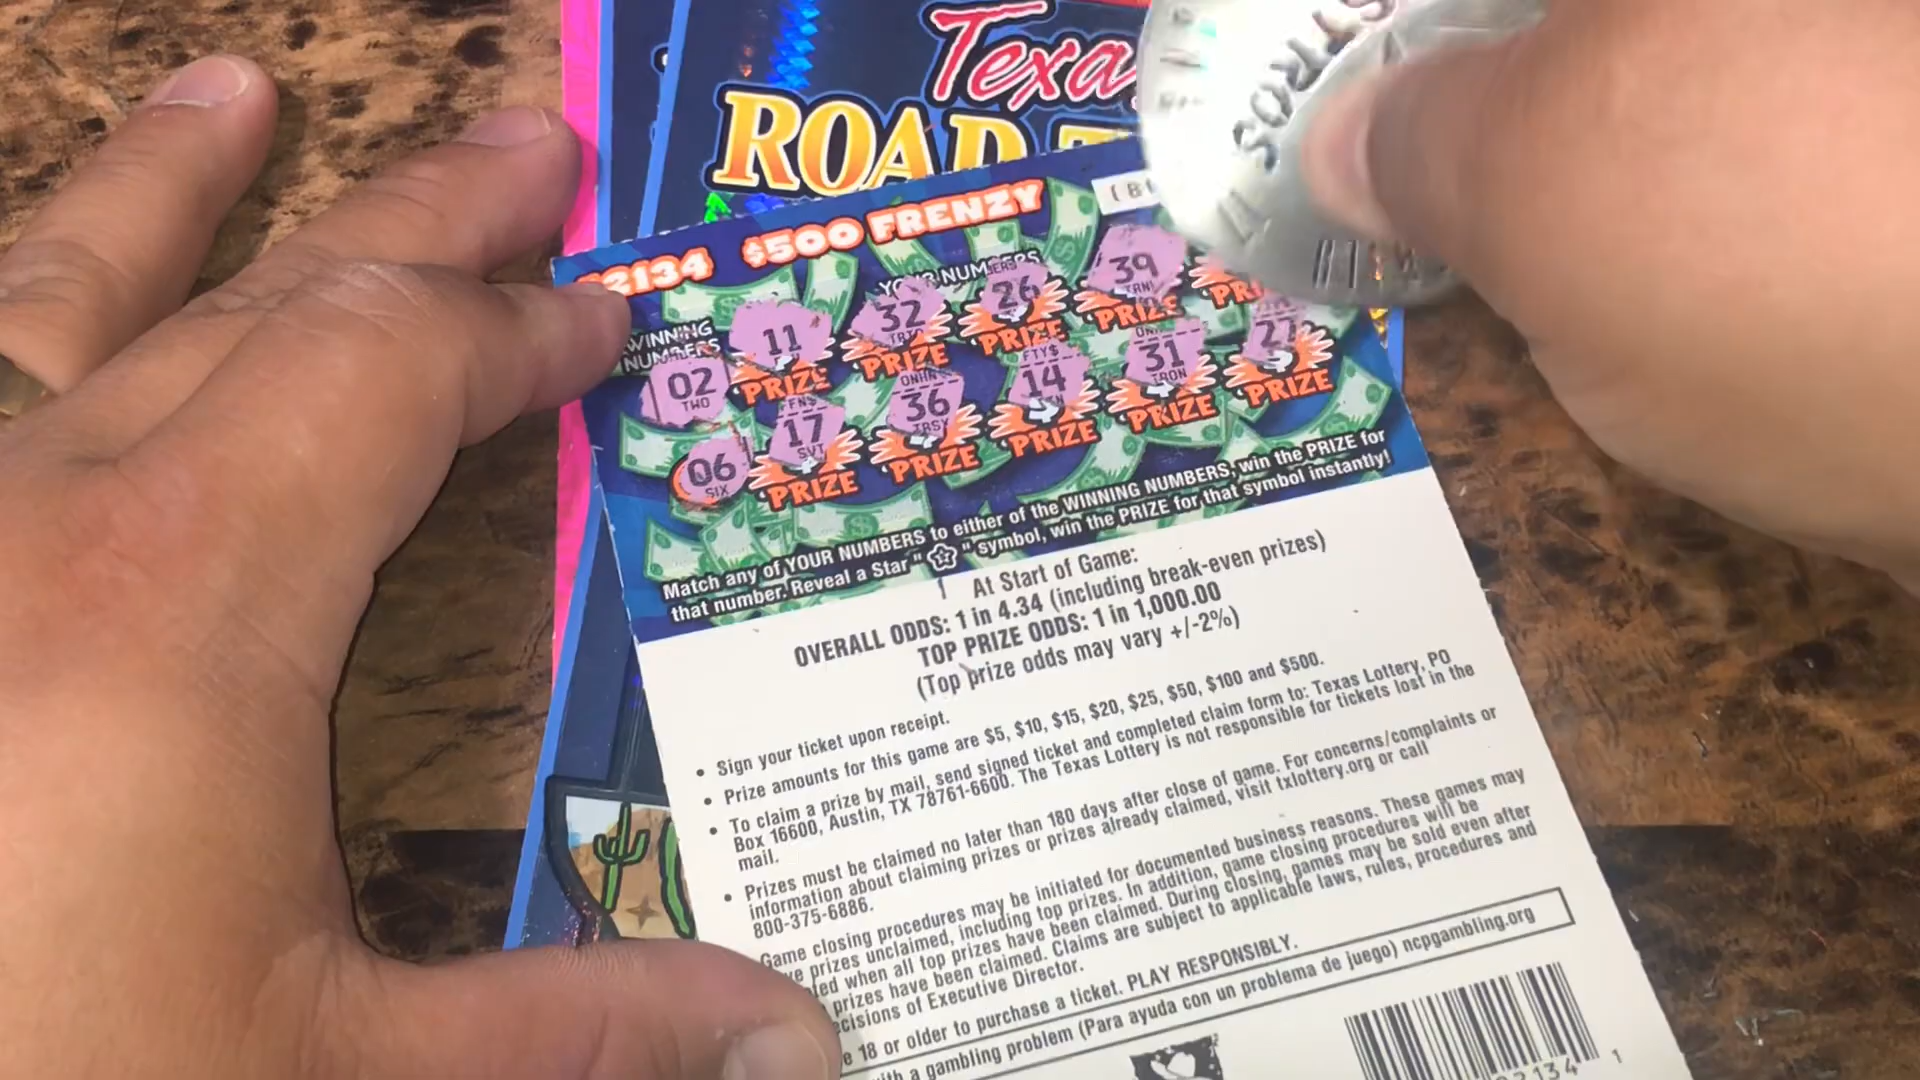 Texa
ROAD
2134 $500 FRENZY
YOUR NUMBERS
WINNING
NUMBERS
11 32 26 39
PRIZE PRIZE PRIZE PRIZE
02
TWO
17 36 14 31 27
PRIZE PRIZE PRIZE PRIZE PRIZE
06
SIX
Match any of YOUR NUMBERS to either of the WINNING NUMBERS, win the PRIZE for
that number. Reveal a Star " " symbol, win the PRIZE for that symbol instantly!
At Start of Game:
OVERALL ODDS: 1 in 4.34 (including break-even prizes)
TOP PRIZE ODDS: 1 in 1,000.00
(Top prize odds may vary +/-2%)
• Sign your ticket upon receipt.
• Prize amounts for this game are $5, $10, $15, $20, $25, $50, $100 and $500.
• To claim a prize by mail, send signed ticket and completed claim form to: Texas Lottery, PO
Box 16600, Austin, TX 78761-6600. The Texas Lottery is not responsible for tickets lost in the
mail.
• Prizes must be claimed no later than 180 days after close of game. For concerns/complaints or
information about claiming prizes or prizes already claimed, visit txlottery.org or call
800-375-6886.
Game closing procedures may be initiated for documented business reasons. These games may
prizes unclaimed, including top prizes. In addition, game closing procedures will be
when all top prizes have been claimed. During closing, games may be sold even after
prizes have been claimed. Claims are subject to applicable laws, rules, procedures and
of Executive Director.
18 or older to purchase a ticket. PLAY RESPONSIBLY.
a gambling problem (Para ayuda con un problema de juego) ncpgambling.org